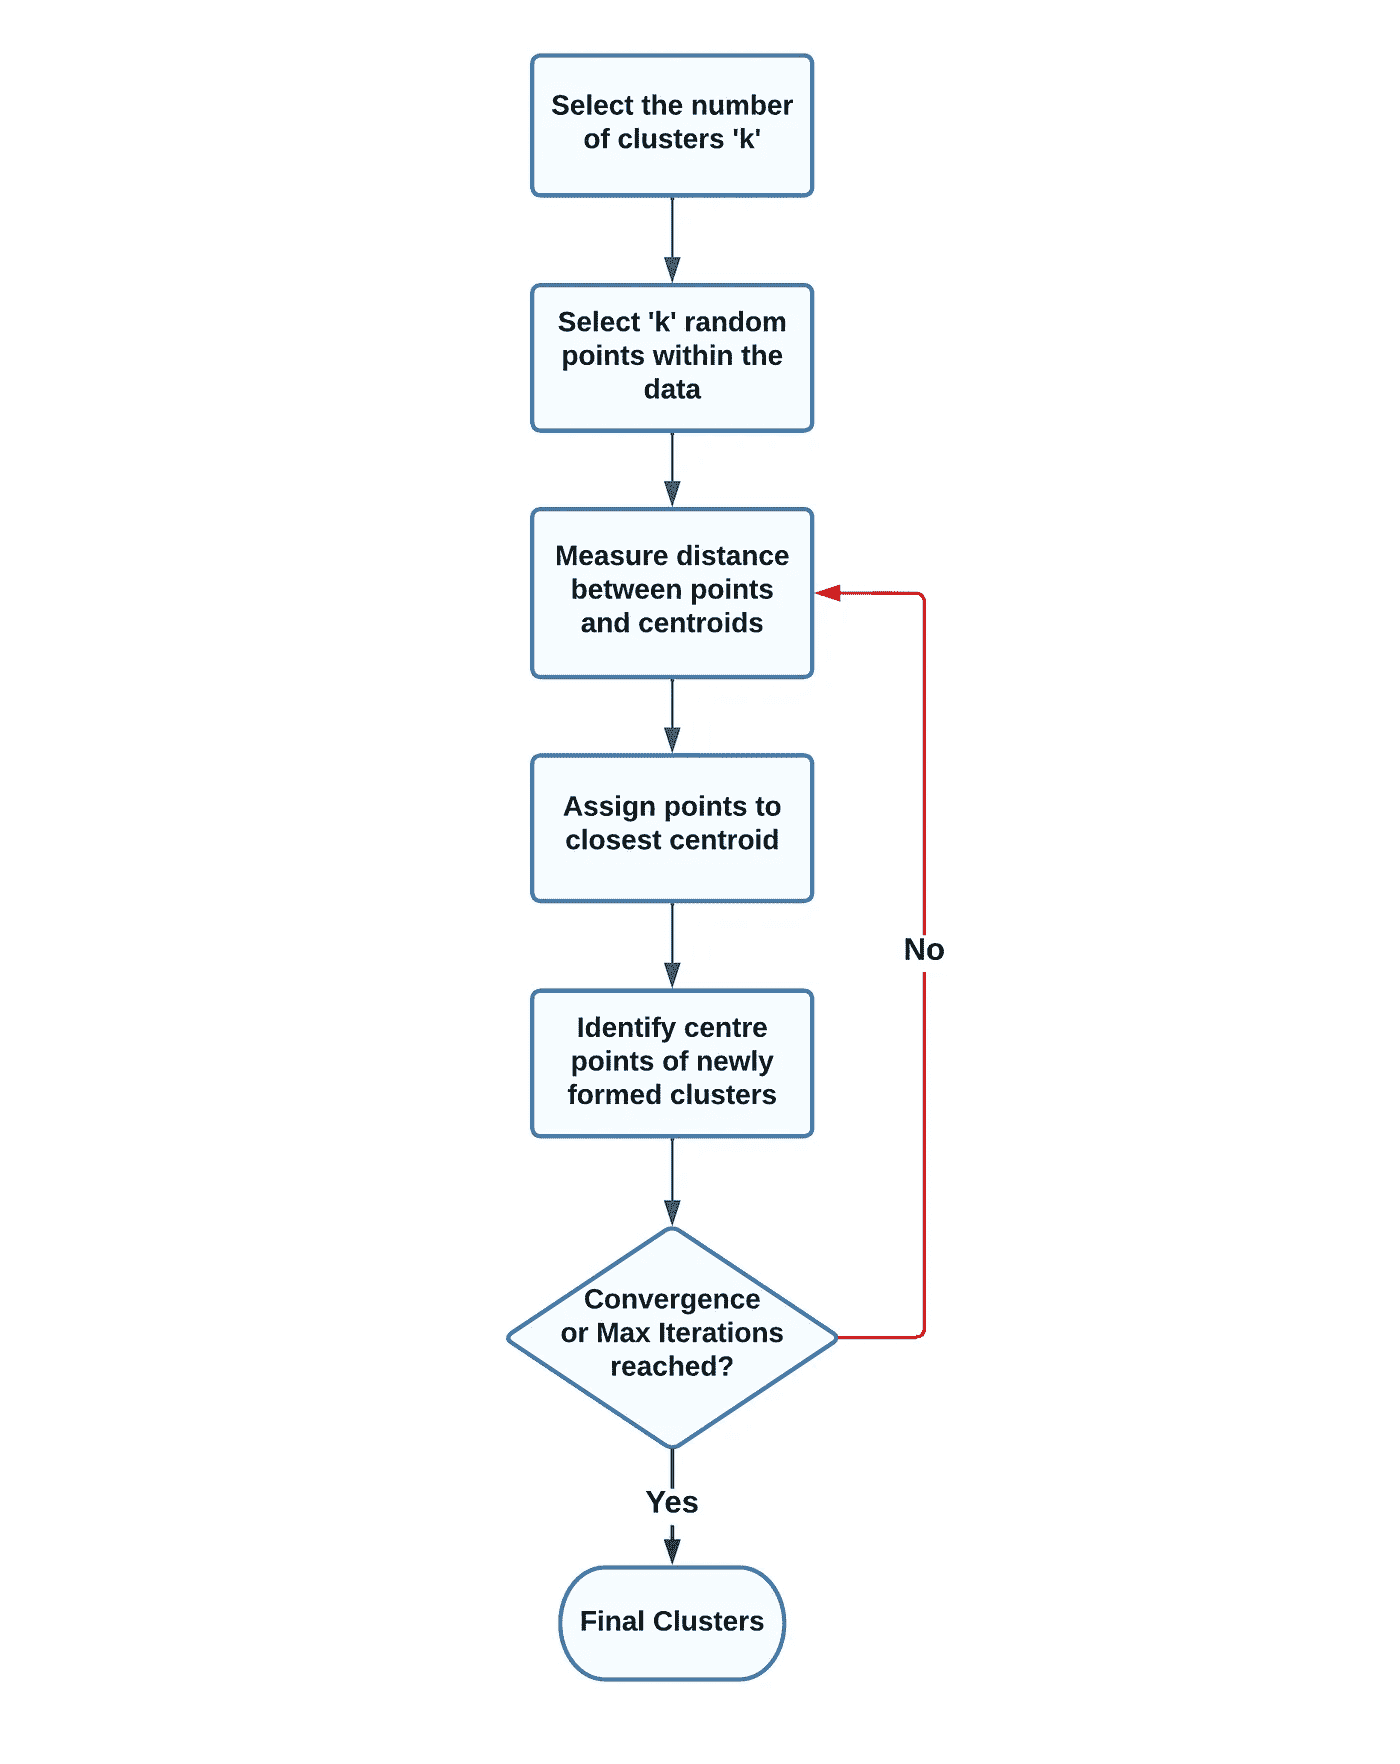 Select the number
of clusters 'k'
Select 'k' random
points within the
data
Measure distance
between points
and centroids
Assign points to
closest centroid
No
Identify centre
points of newly
formed clusters
Convergence
or Max Iterations
reached?
Yes
Final Clusters